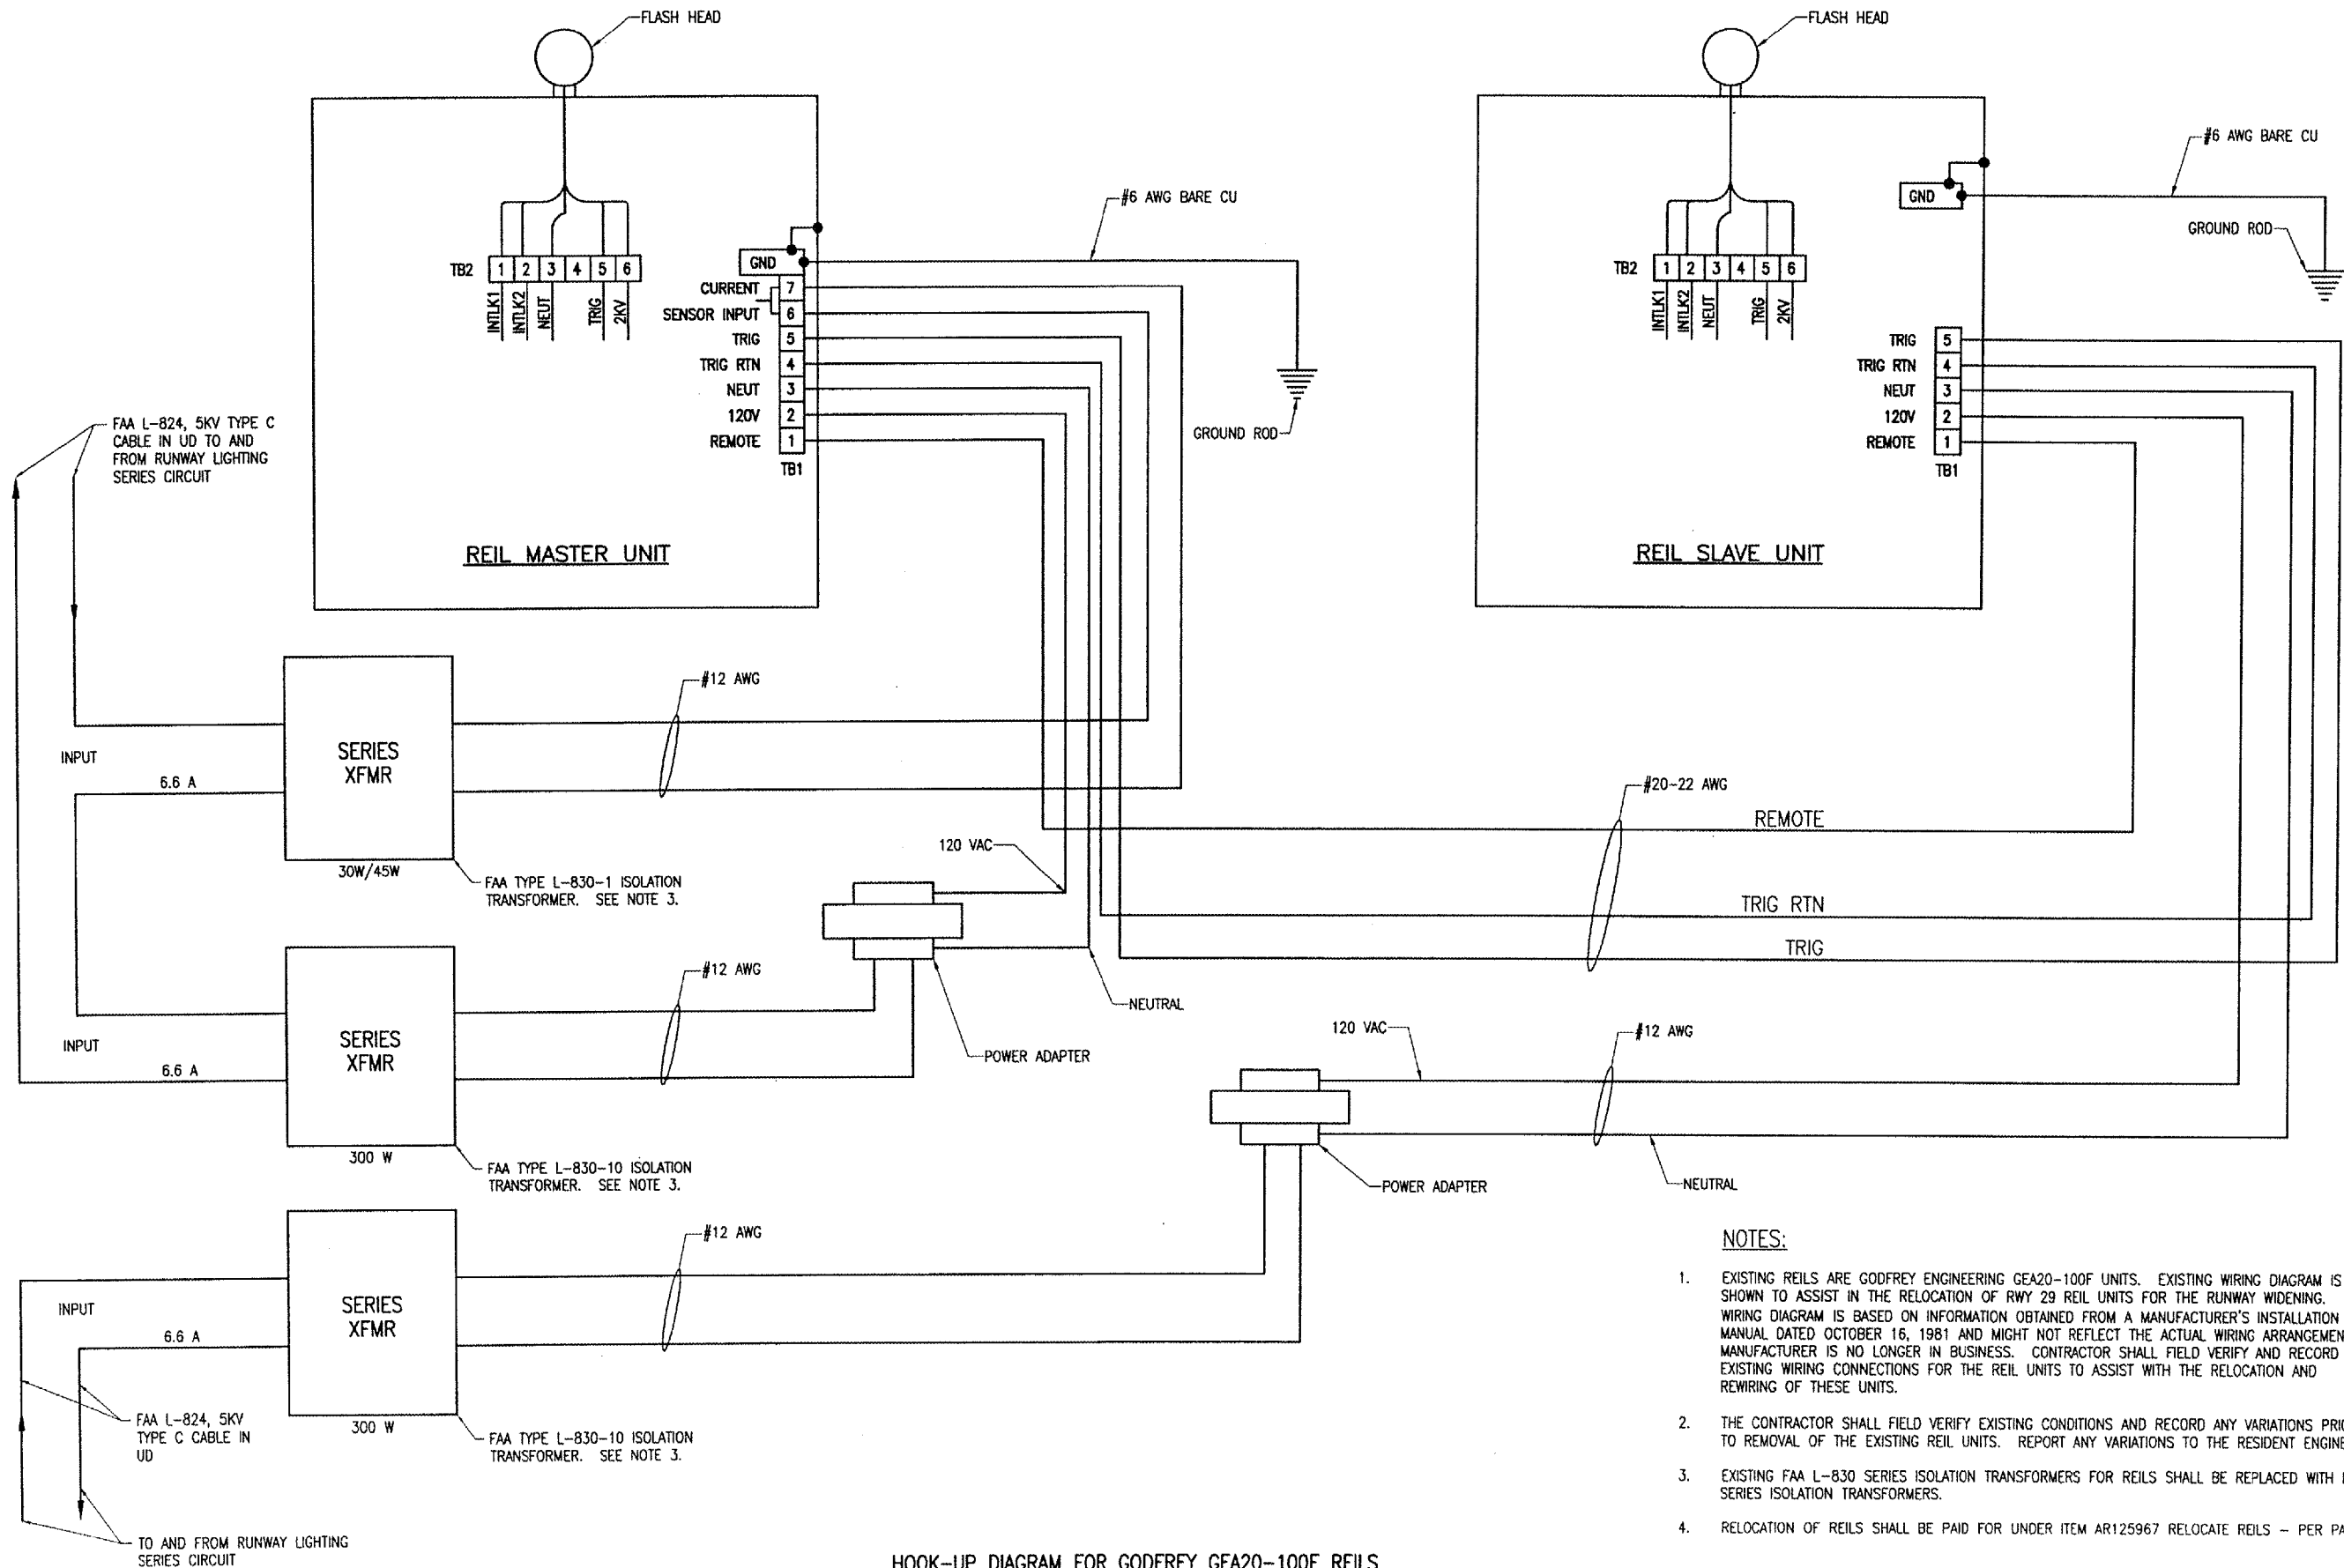 FLASH HEAD
FLASH HEAD
#6 AWG BARE CU
#6 AWG BARE CU
GND
GND
GROUND ROD
TB2 1 2 3 4 5 6
INTLK1
INTLK2
NEUT
TRIG
2KV
TB2 1 2 3 4 5 6
INTLK1
INTLK2
NEUT
TRIG
2KV
CURRENT 7
SENSOR INPUT 6
TRIG 5
TRIG RTN 4
NEUT 3
120V 2
REMOTE 1
TB1
TRIG 5
TRIG RTN 4
NEUT 3
120V 2
REMOTE 1
TB1
GROUND ROD
FAA L-824, 5KV TYPE C
CABLE IN UD TO AND
FROM RUNWAY LIGHTING
SERIES CIRCUIT
REIL MASTER UNIT
REIL SLAVE UNIT
#12 AWG
INPUT
6.6 A
SERIES
XFMR
30W/45W
FAA TYPE L-830-1 ISOLATION
TRANSFORMER. SEE NOTE 3.
#20-22 AWG
REMOTE
TRIG RTN
TRIG
120 VAC
#12 AWG
NEUTRAL
POWER ADAPTER
INPUT
6.6 A
SERIES
XFMR
300 W
FAA TYPE L-830-10 ISOLATION
TRANSFORMER. SEE NOTE 3.
120 VAC
#12 AWG
POWER ADAPTER
NEUTRAL
#12 AWG
INPUT
6.6 A
SERIES
XFMR
300 W
FAA TYPE L-830-10 ISOLATION
TRANSFORMER. SEE NOTE 3.
FAA L-824, 5KV
TYPE C CABLE IN
UD
TO AND FROM RUNWAY LIGHTING
SERIES CIRCUIT
NOTES:
1. EXISTING REILS ARE GODFREY ENGINEERING GEA20-100F UNITS. EXISTING WIRING DIAGRAM IS
SHOWN TO ASSIST IN THE RELOCATION OF RWY 29 REIL UNITS FOR THE RUNWAY WIDENING.
WIRING DIAGRAM IS BASED ON INFORMATION OBTAINED FROM A MANUFACTURER'S INSTALLATION
MANUAL DATED OCTOBER 16, 1981 AND MIGHT NOT REFLECT THE ACTUAL WIRING
MANUFACTURER IS NO LONGER IN BUSINESS. CONTRACTOR SHALL FIELD VERIFY AND RECORD
EXISTING WIRING CONNECTIONS FOR THE REIL UNITS TO ASSIST WITH THE RELOCATION AND
REWIRING OF THESE UNITS.
2. THE CONTRACTOR SHALL FIELD VERIFY EXISTING CONDITIONS AND RECORD ANY VARIATIONS
TO REMOVAL OF THE EXISTING REIL UNITS. REPORT ANY VARIATIONS TO THE RESIDENT
3. EXISTING FAA L-830 SERIES ISOLATION TRANSFORMERS FOR REILS SHALL BE REPLACED WITH
SERIES ISOLATION TRANSFORMERS.
4. RELOCATION OF REILS SHALL BE PAID FOR UNDER ITEM AR125967 RELOCATE REILS - PER
HOOK-UP DIAGRAM FOR GODFREY GEA20-100F REILS